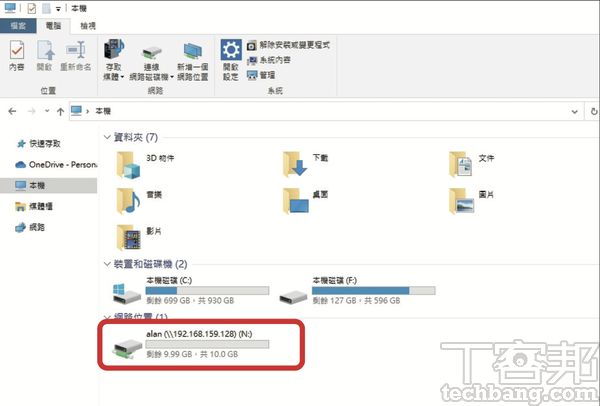 本機
檔案 電腦 檢視
內容 開啟 重新命名 存取媒體 連線網路磁碟機 新增一個網路位置 開啟設定 解除安裝或變更程式
系統內容
管理
位置 網路 系統
本機
快速存取
OneDrive - Persona
本機
媒體櫃
網路
資料夾 (7)
3D 物件 下載 文件
音樂 桌面 圖片
影片
裝置和磁碟機 (2)
本機磁碟 (C:) 本機磁碟 (F:)
剩餘 699 GB，共 930 GB 剩餘 127 GB，共 596 GB
網路位置 (1)
alan (\\192.168.159.128) (N:)
剩餘 9.99 GB，共 10.0 GB
T客邦
techbang.com